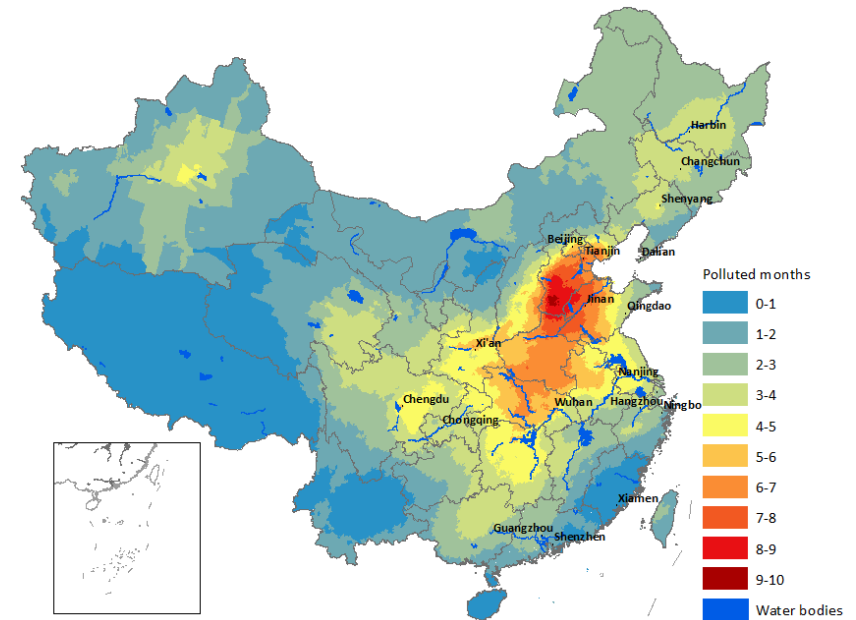 Harbin
Changchun
Shenyang
Beijing
Tianjin
Dalian
Jinan
Qingdao
Xi'an
Nanjing
Chengdu
Wuhan
Hangzhou
Ningbo
Chongqing
Xiamen
Guangzhou
Shenzhen
Polluted months
0-1
1-2
2-3
3-4
4-5
5-6
6-7
7-8
8-9
9-10
Water bodies